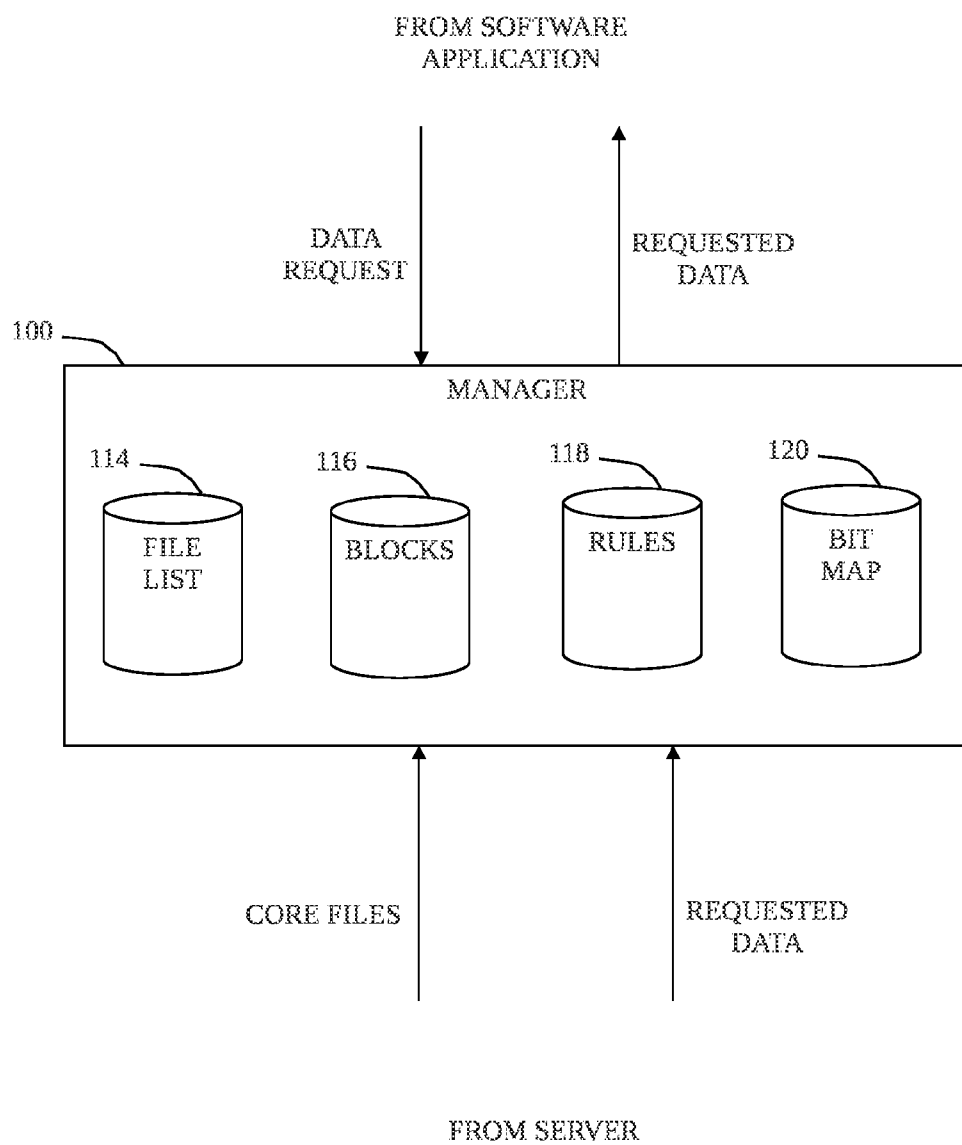 FROM SOFTWARE
APPLICATION
DATA
REQUEST
REQUESTED
DATA
100
MANAGER
114
116
118
120
FILE
LIST
BLOCKS
RULES
BIT
MAP
CORE FILES
REQUESTED
DATA
FROM SERVER